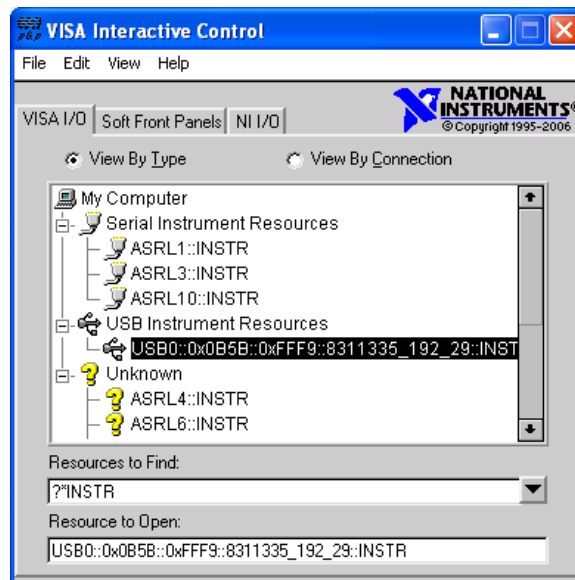 VISA Interactive Control
File Edit View Help
NATIONAL
INSTRUMENTS®
© Copyright 1995-2006
VISA I/O Soft Front Panels NI I/O
View By Type View By Connection
My Computer
Serial Instrument Resources
ASRL1::INSTR
ASRL3::INSTR
ASRL10::INSTR
USB Instrument Resources
USB0::0x0B5B::0xFFF9::8311335_192_29::INST
Unknown
ASRL4::INSTR
ASRL6::INSTR
Resources to Find:
?*INSTR
Resource to Open:
USB0::0x0B5B::0xFFF9::8311335_192_29::INSTR